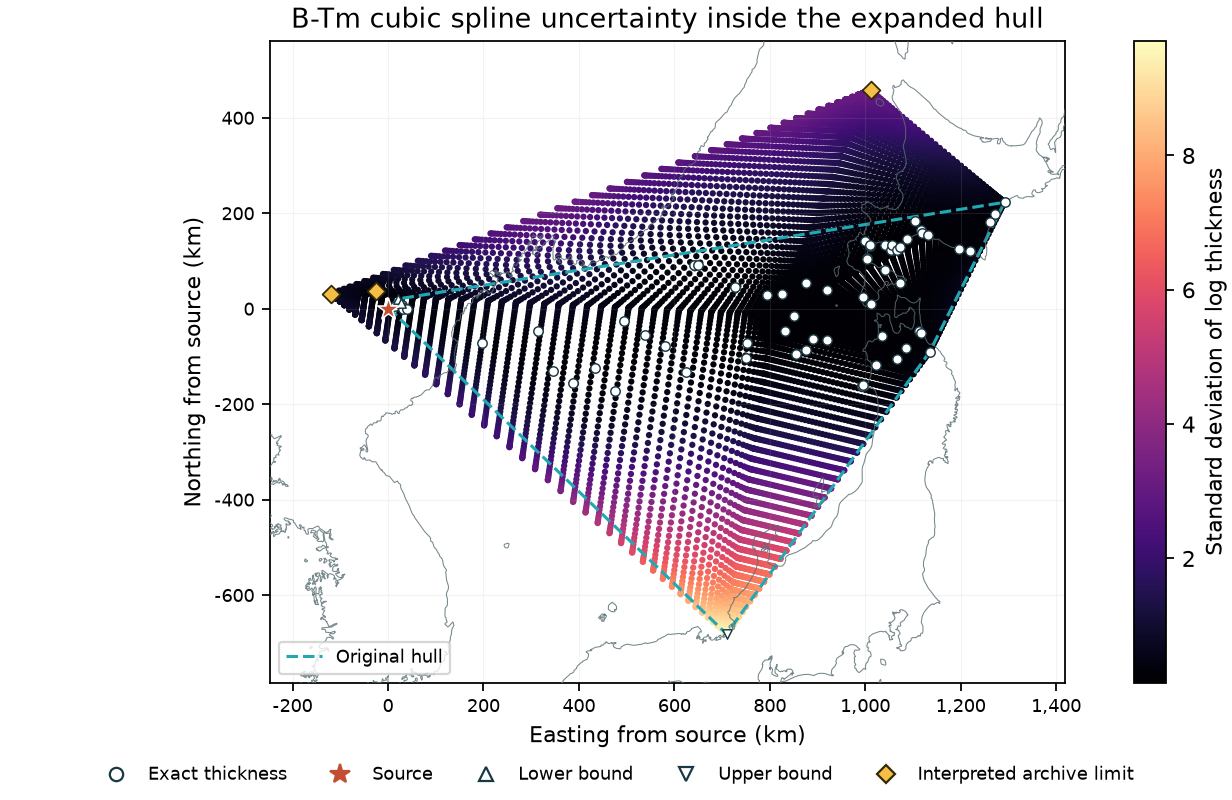 B-Tm cubic spline uncertainty inside the expanded hull
Northing from source (km)
400
200
0
-200
-400
-600
Original hull
-200 0 200 400 600 800 1,000 1,200 1,400
Easting from source (km)
8
6
4
2
Standard deviation of log thickness
Exact thickness Source Lower bound Upper bound Interpreted archive limit